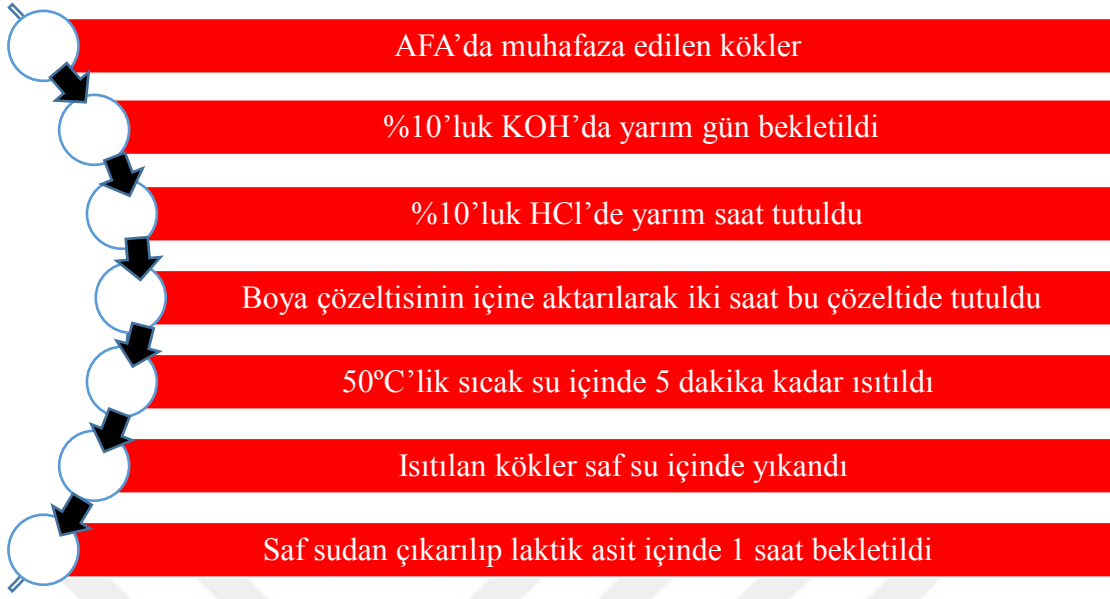 AFA’da muhafaza edilen kökler
%10’luk KOH’da yarım gün bekletildi
%10’luk HCl’de yarım saat tutuldu
Boya çözeltisinin içine aktarılarak iki saat bu çözeltide tutuldu
50ºC’lik sıcak su içinde 5 dakika kadar ısıtıldı
Isıtılan kökler saf su içinde yıkandı
Saf sudan çıkarılıp laktik asit içinde 1 saat bekletildi